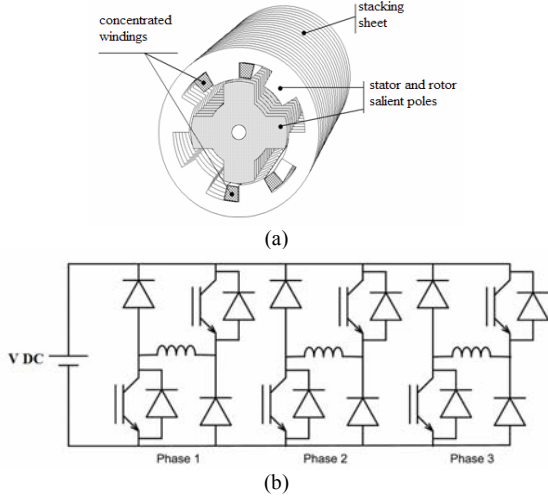 concentrated
windings
stacking
sheet
stator and rotor
salient poles
(a)
V DC
Phase 1
Phase 2
Phase 3
(b)